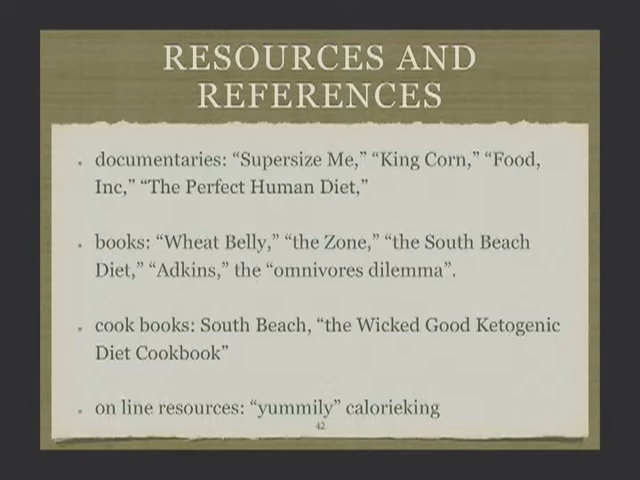 RESOURCES AND
REFERENCES
documentaries: “Supersize Me,” “King Corn,” “Food,
Inc,” “The Perfect Human Diet,”
books: “Wheat Belly,” “the Zone,” “the South Beach
Diet,” “Adkins,” the “omnivores dilemma”.
cook books: South Beach, “the Wicked Good Ketogenic
Diet Cookbook”
on line resources: “yummily” calorieking
42